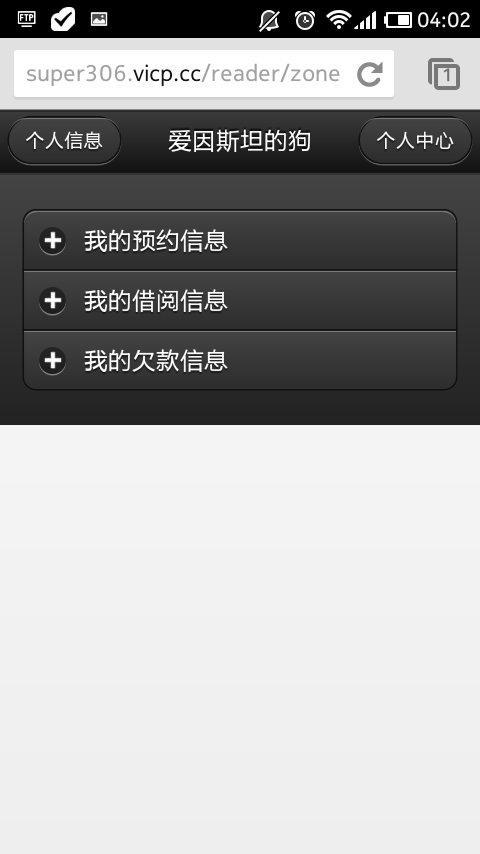 FTP
04:02
super306.vicp.cc/reader/zone
1
个人信息
爱因斯坦的狗
个人中心
我的预约信息
我的借阅信息
我的欠款信息